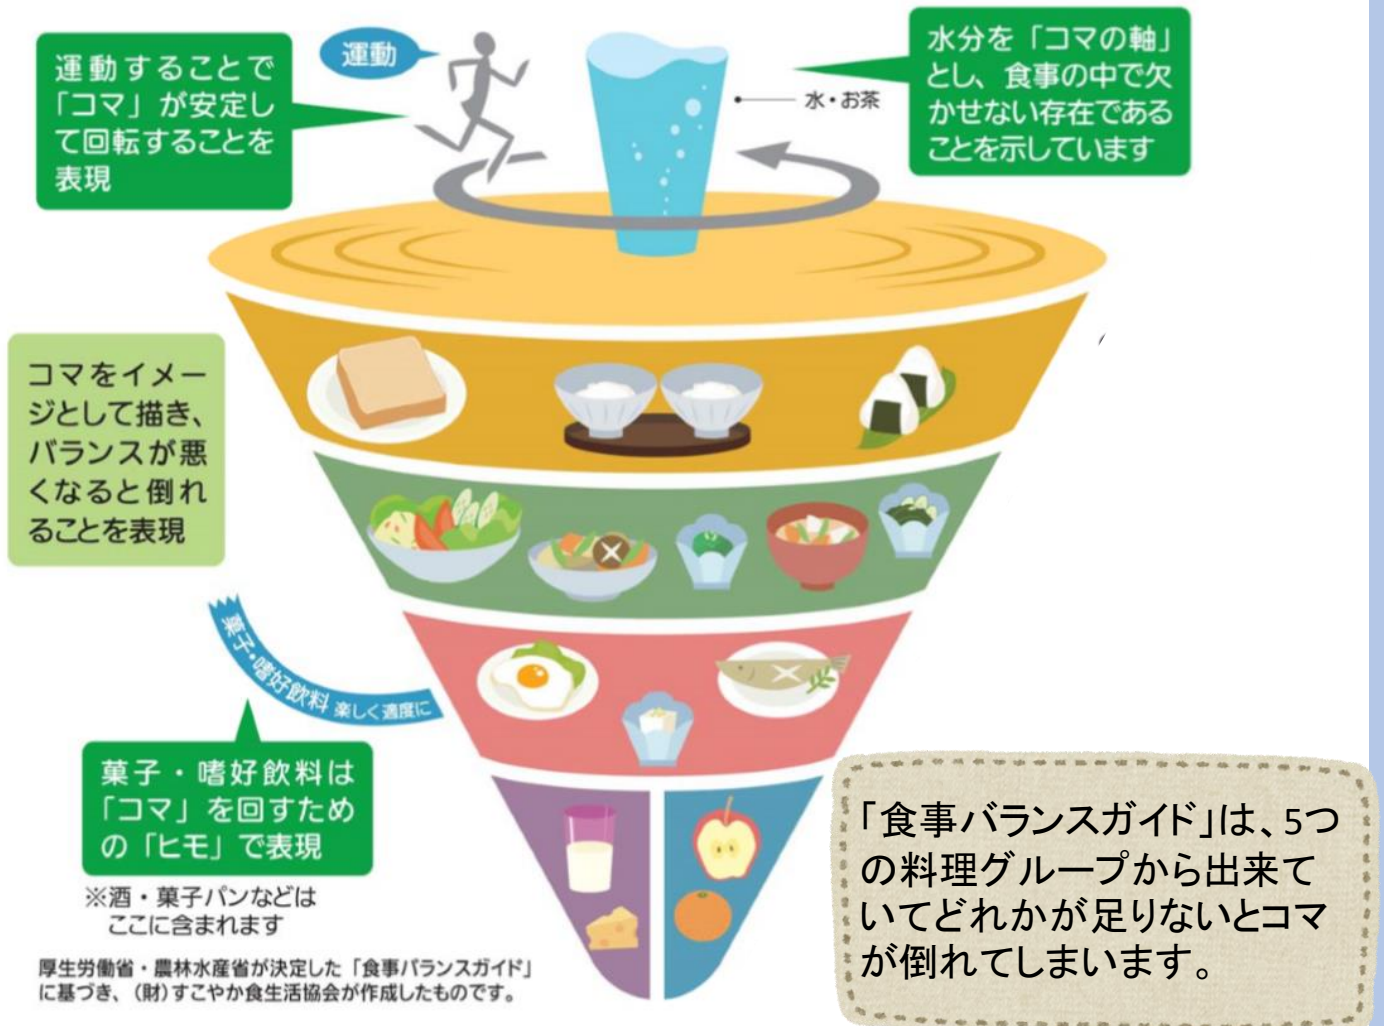 運動することで
「コマ」が安定し
て回転することを
表現
運動
水・お茶
水分を「コマの軸」
とし、食事の中で欠
かせない存在である
ことを示しています
コマをイメー
ジとして描き、
バランスが悪
くなると倒れ
ることを表現
菓子・嗜好飲料 楽しく適度に
菓子・嗜好飲料は
「コマ」を回すため
の「ヒモ」で表現
※酒・菓子パンなどは
ここに含まれます
厚生労働省・農林水産省が決定した「食事バランスガイド」
に基づき、(財)すこやか食生活協会が作成したものです。
「食事バランスガイド」は、5つ
の料理グループから出来て
いてどれかが足りないとコマ
が倒れてしまいます。